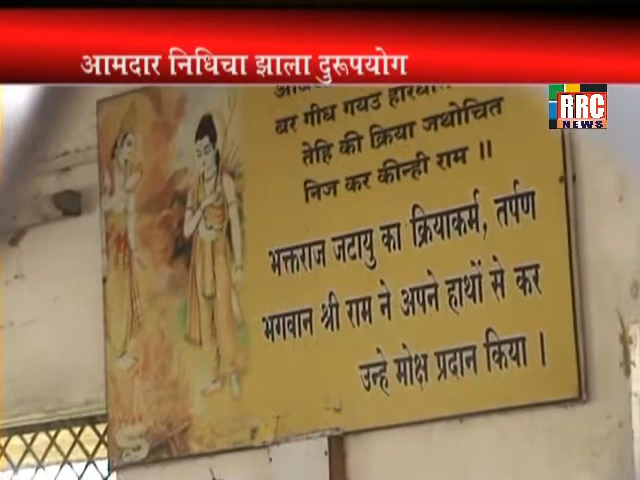 आमदार निधिचा झाला दुरूपयोग
RRC
NEWS
बर गीध गयउ हरिधाम
तेहि की क्रिया जथोचित
निज कर कीन्ही राम ॥
भक्तराज जटायु का क्रियाकर्म, तर्पण
भगवान श्री राम ने अपने हाथों से कर
उन्हे मोक्ष प्रदान किया ।